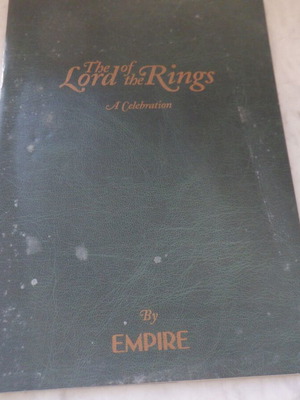 The Lord of the Rings
A Celebration
By
EMPIRE